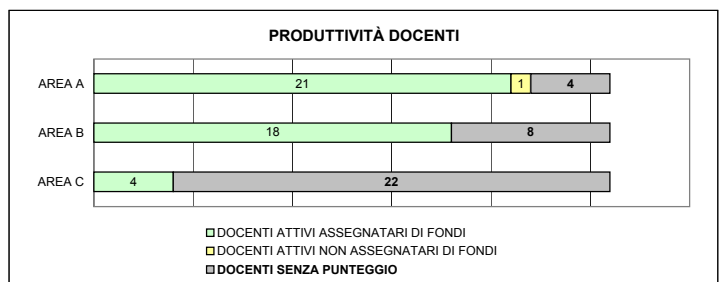 PRODUTTIVITÀ DOCENTI
AREA A 21 1 4
AREA B 18 8
AREA C 4 22
DOCENTI ATTIVI ASSEGNATARI DI FONDI
DOCENTI ATTIVI NON ASSEGNATARI DI FONDI
DOCENTI SENZA PUNTEGGIO